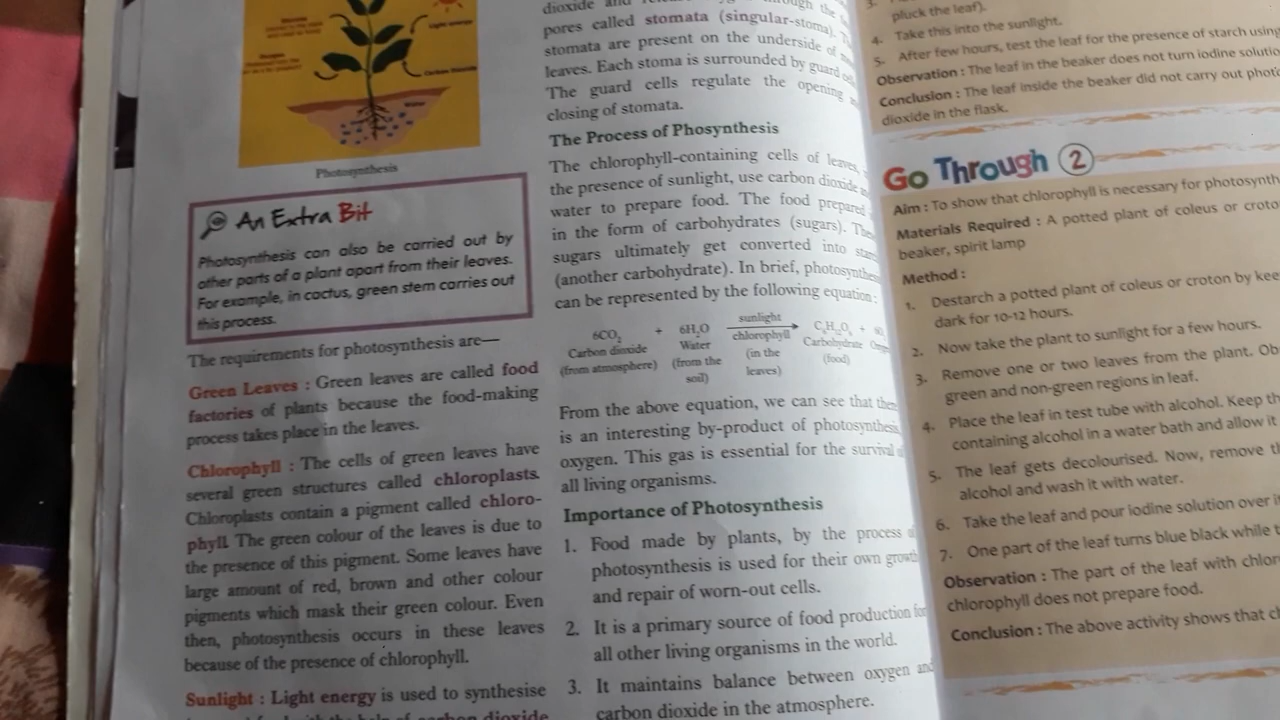 Light energy
Carbon dioxide
Water
Photosynthesis
An Extra Bit
Photosynthesis can also be carried out by
other parts of a plant apart from their leaves.
For example, in cactus, green stem carries out
this process.
The requirements for photosynthesis are—
Green Leaves : Green leaves are called food
factories of plants because the food-making
process takes place in the leaves.
Chlorophyll : The cells of green leaves have
several green structures called chloroplasts.
Chloroplasts contain a pigment called chloro-
phyll. The green colour of the leaves is due to
the presence of this pigment. Some leaves have
large amount of red, brown and other colour
pigments which mask their green colour. Even
then, photosynthesis occurs in these leaves
because of the presence of chlorophyll.
Sunlight : Light energy is used to synthesise
carbon dioxide
dioxide and through the
pores called stomata (singular-stoma).
stomata are present on the underside of
leaves. Each stoma is surrounded by guard
The guard cells regulate the opening
closing of stomata.
The Process of Phosynthesis
The chlorophyll-containing cells of leaves,
the presence of sunlight, use carbon dioxide
water to prepare food. The food prepared
in the form of carbohydrates (sugars).
sugars ultimately get converted into
(another carbohydrate). In brief,
can be represented by the following equation :
6CO₂ + 6H₂O sunlight C₆H₁₂O₆ +
Carbon dioxide Water chlorophyll Carbohydrate
(from atmosphere) (from the (in the (food)
soil) leaves)
From the above equation, we can see that
is an interesting by-product of photosynthesis,
oxygen. This gas is essential for the survival
all living organisms.
Importance of Photosynthesis
1. Food made by plants, by the process
photosynthesis is used for their own growth
and repair of worn-out cells.
2. It is a primary source of food production for
all other living organisms in the world.
3. It maintains balance between oxygen and
carbon dioxide in the atmosphere.
3.
pluck the leaf).
4. Take this into the sunlight.
5. After few hours, test the leaf for the presence of starch using
Observation : The leaf in the beaker does not turn iodine
Conclusion : The leaf inside the beaker did not carry out
dioxide in the flask.
Go Through 2
Aim : To show that chlorophyll is necessary for
Materials Required : A potted plant of coleus or
beaker, spirit lamp
Method :
1. Destarch a potted plant of coleus or croton by
dark for 10-12 hours.
2. Now take the plant to sunlight for a few hours.
3. Remove one or two leaves from the plant.
green and non-green regions in leaf.
4. Place the leaf in test tube with alcohol. Keep
containing alcohol in a water bath and allow it
5. The leaf gets decolourised. Now, remove
alcohol and wash it with water.
6. Take the leaf and pour iodine solution over
7. One part of the leaf turns blue black while
Observation : The part of the leaf with
chlorophyll does not prepare food.
Conclusion : The above activity shows that